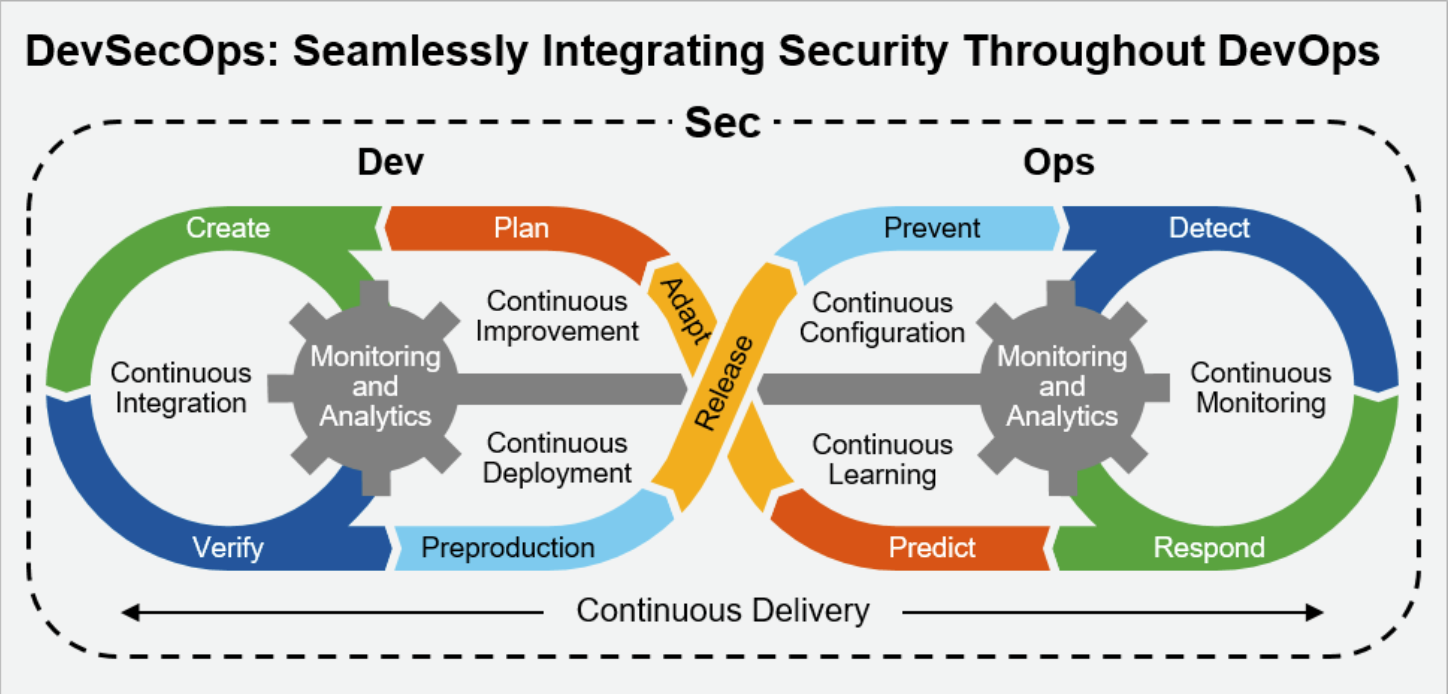 DevSecOps: Seamlessly Integrating Security Throughout DevOps
Sec
Dev
Ops
Create
Plan
Prevent
Detect
Adapt
Release
Continuous
Improvement
Continuous
Configuration
Monitoring
and
Analytics
Monitoring
and
Analytics
Continuous
Integration
Continuous
Monitoring
Continuous
Deployment
Continuous
Learning
Verify
Preproduction
Predict
Respond
Continuous Delivery